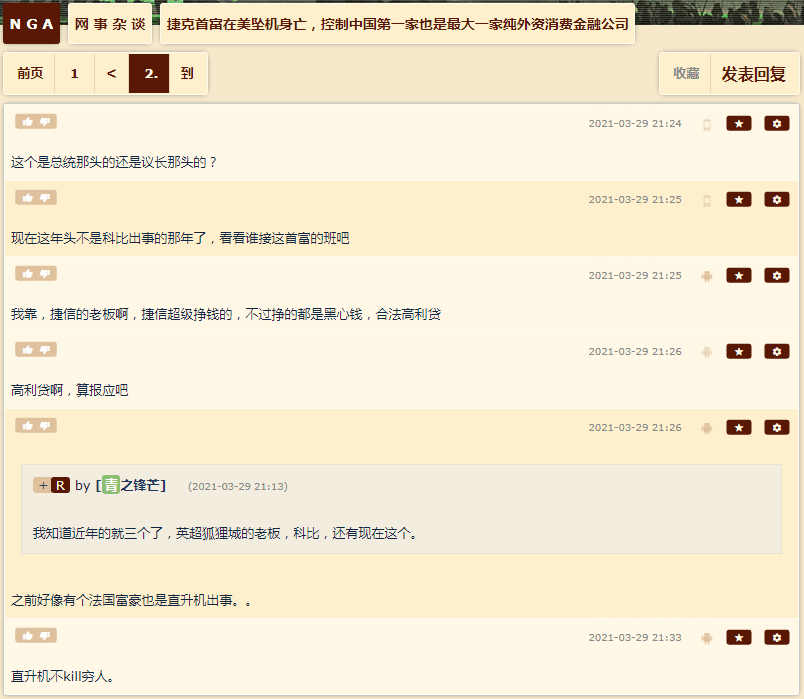 NGA 网事杂谈 捷克首富在美坠机身亡，控制中国第一家也是最大一家纯外资消费金融公司
前页 1 < 2. 到 收藏 发表回复
2021-03-29 21:24
这个是总统那头的还是议长那头的？
2021-03-29 21:25
现在这年头不是科比出事的那年了，看看谁接这首富的班吧
2021-03-29 21:25
我靠，捷信的老板啊，捷信超级挣钱的，不过挣的都是黑心钱，合法高利贷
2021-03-29 21:26
高利贷啊，算报应吧
2021-03-29 21:26
+ R by [青之锋芒] (2021-03-29 21:13)
我知道近年的就三个了，英超狐狸城的老板，科比，还有现在这个。
之前好像有个法国富豪也是直升机出事。。
2021-03-29 21:33
直升机不kill穷人。